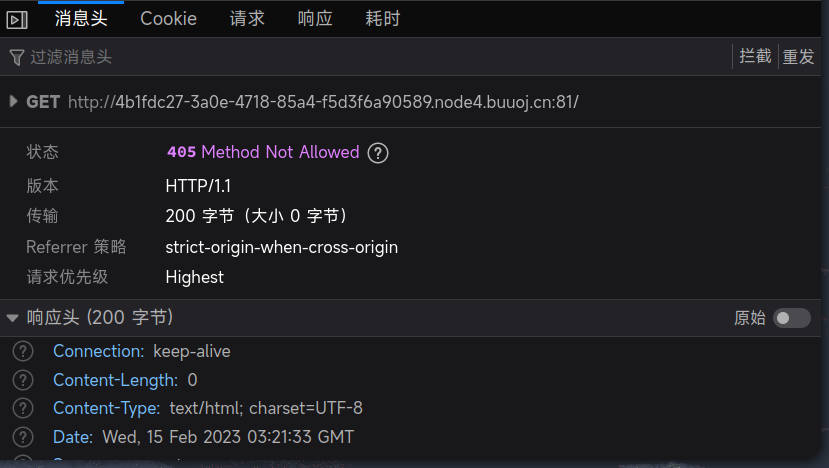 消息头 Cookie 请求 响应 耗时
过滤消息头 拦截 重发
GET http://4b1fdc27-3a0e-4718-85a4-f5d3f6a90589.node4.buuoj.cn:81/
状态 405 Method Not Allowed ?
版本 HTTP/1.1
传输 200 字节（大小 0 字节）
Referrer 策略 strict-origin-when-cross-origin
请求优先级 Highest
响应头 (200 字节) 原始
? Connection: keep-alive
? Content-Length: 0
? Content-Type: text/html; charset=UTF-8
? Date: Wed, 15 Feb 2023 03:21:33 GMT